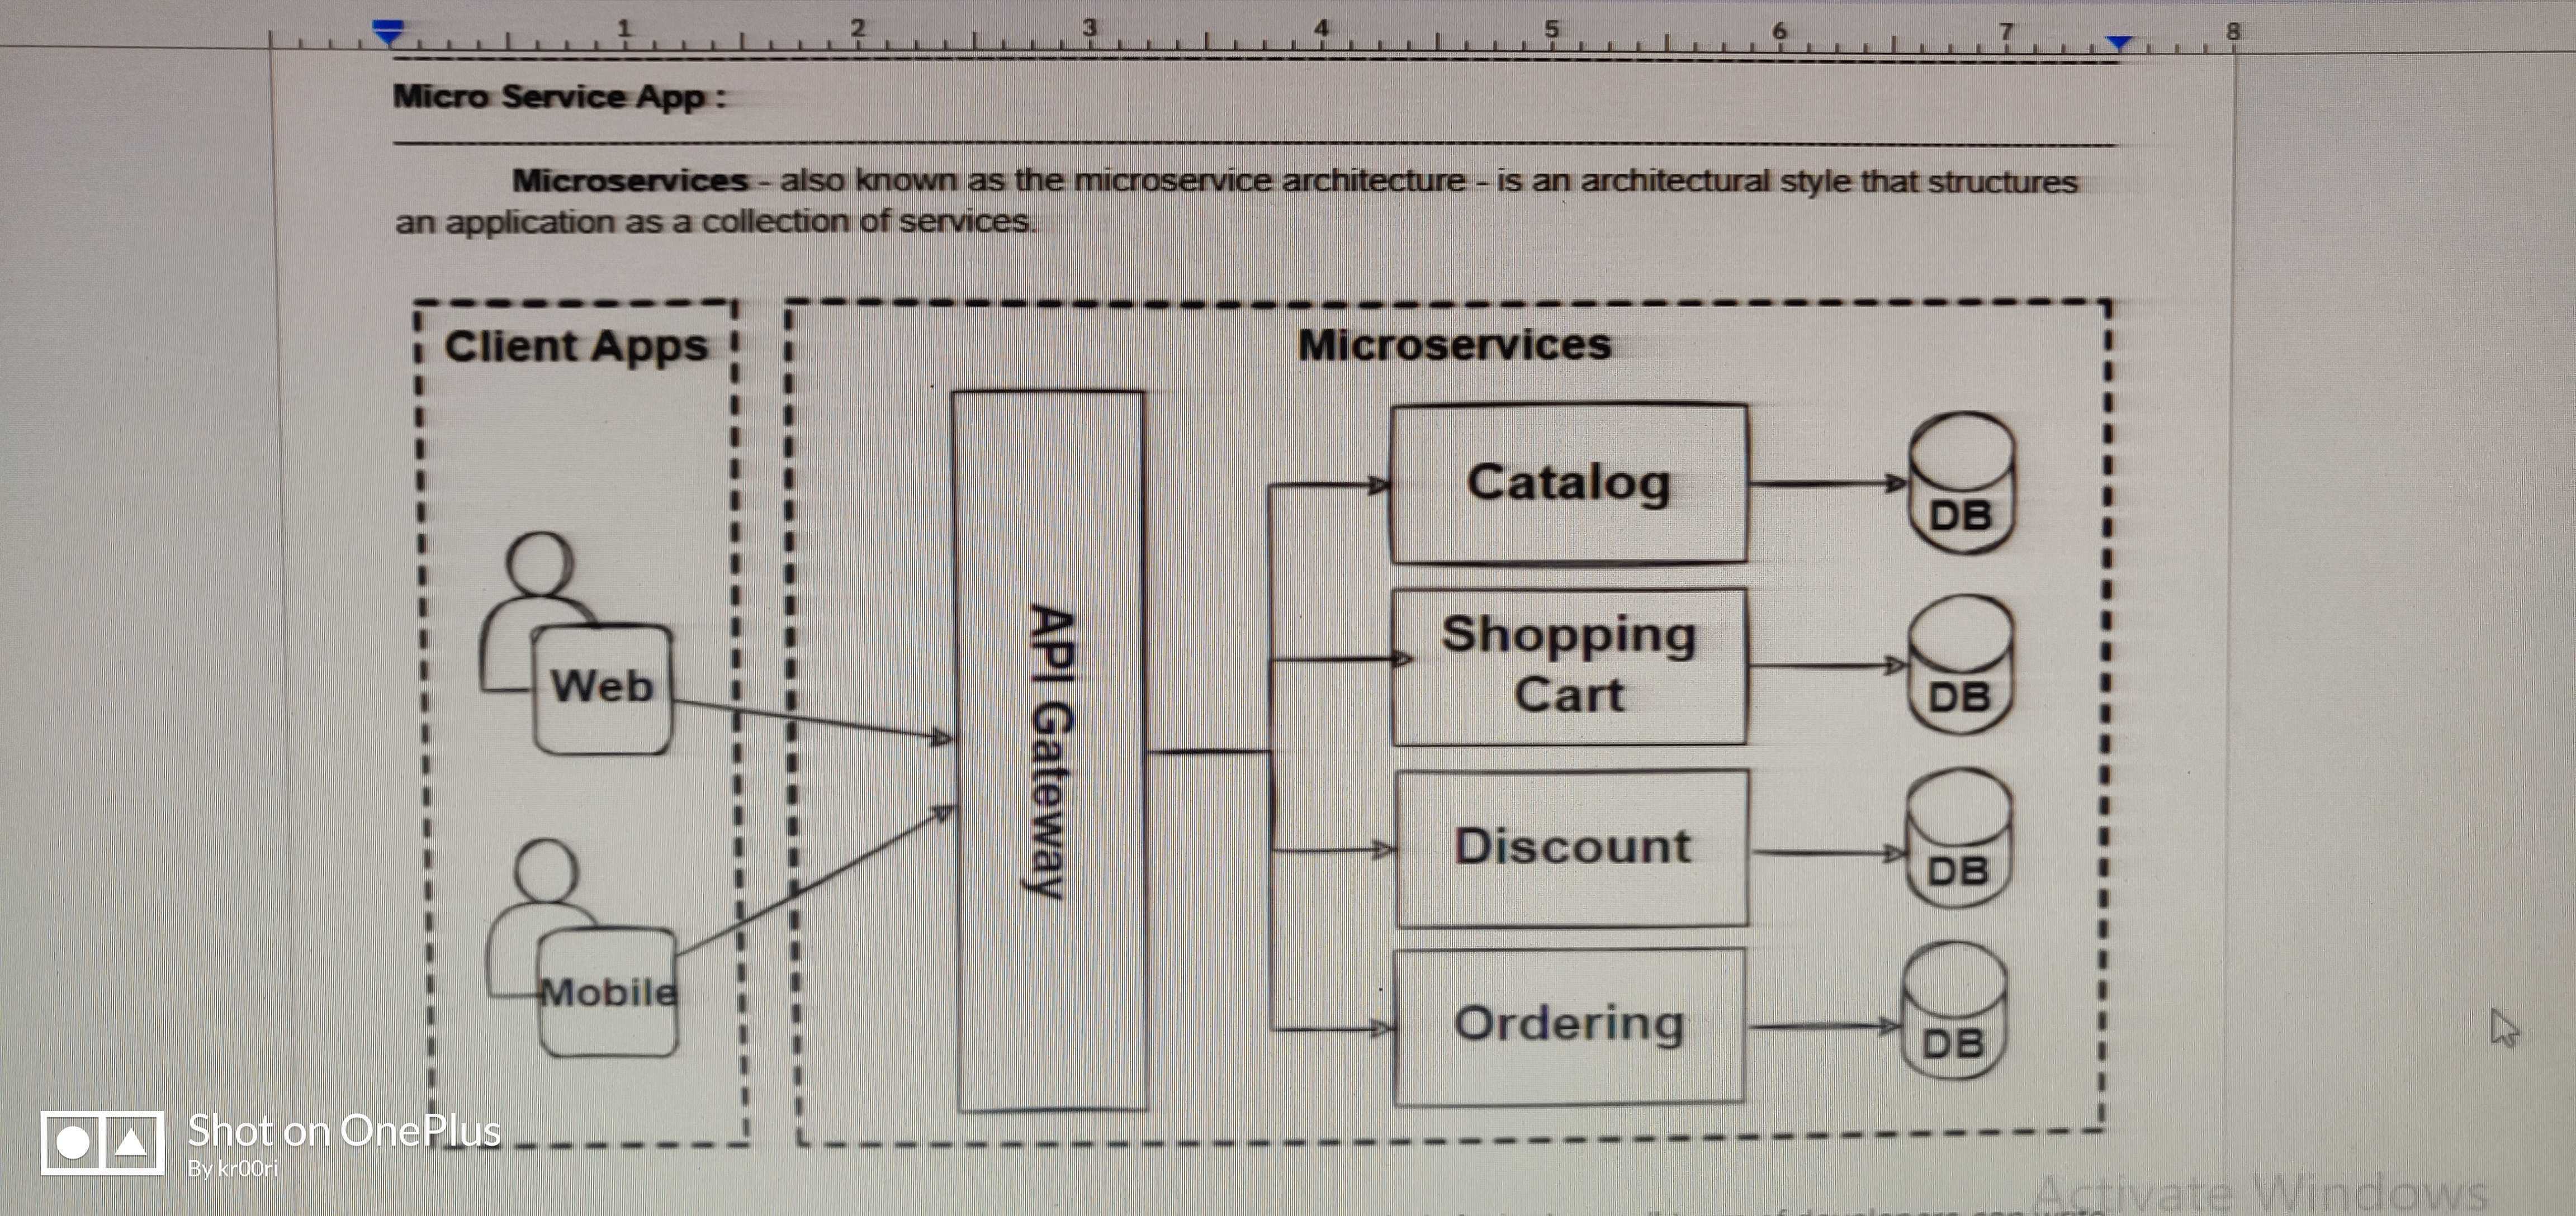 1 2 3 4 5 6 7 8
Micro Service App :
Microservices - also known as the microservice architecture - is an architectural style that structures
an application as a collection of services.
Client Apps
Microservices
Web
Mobile
API Gateway
Catalog
DB
Shopping
Cart
DB
Discount
DB
Ordering
DB
Shot on OnePlus
By kr00ri
Activate Windows